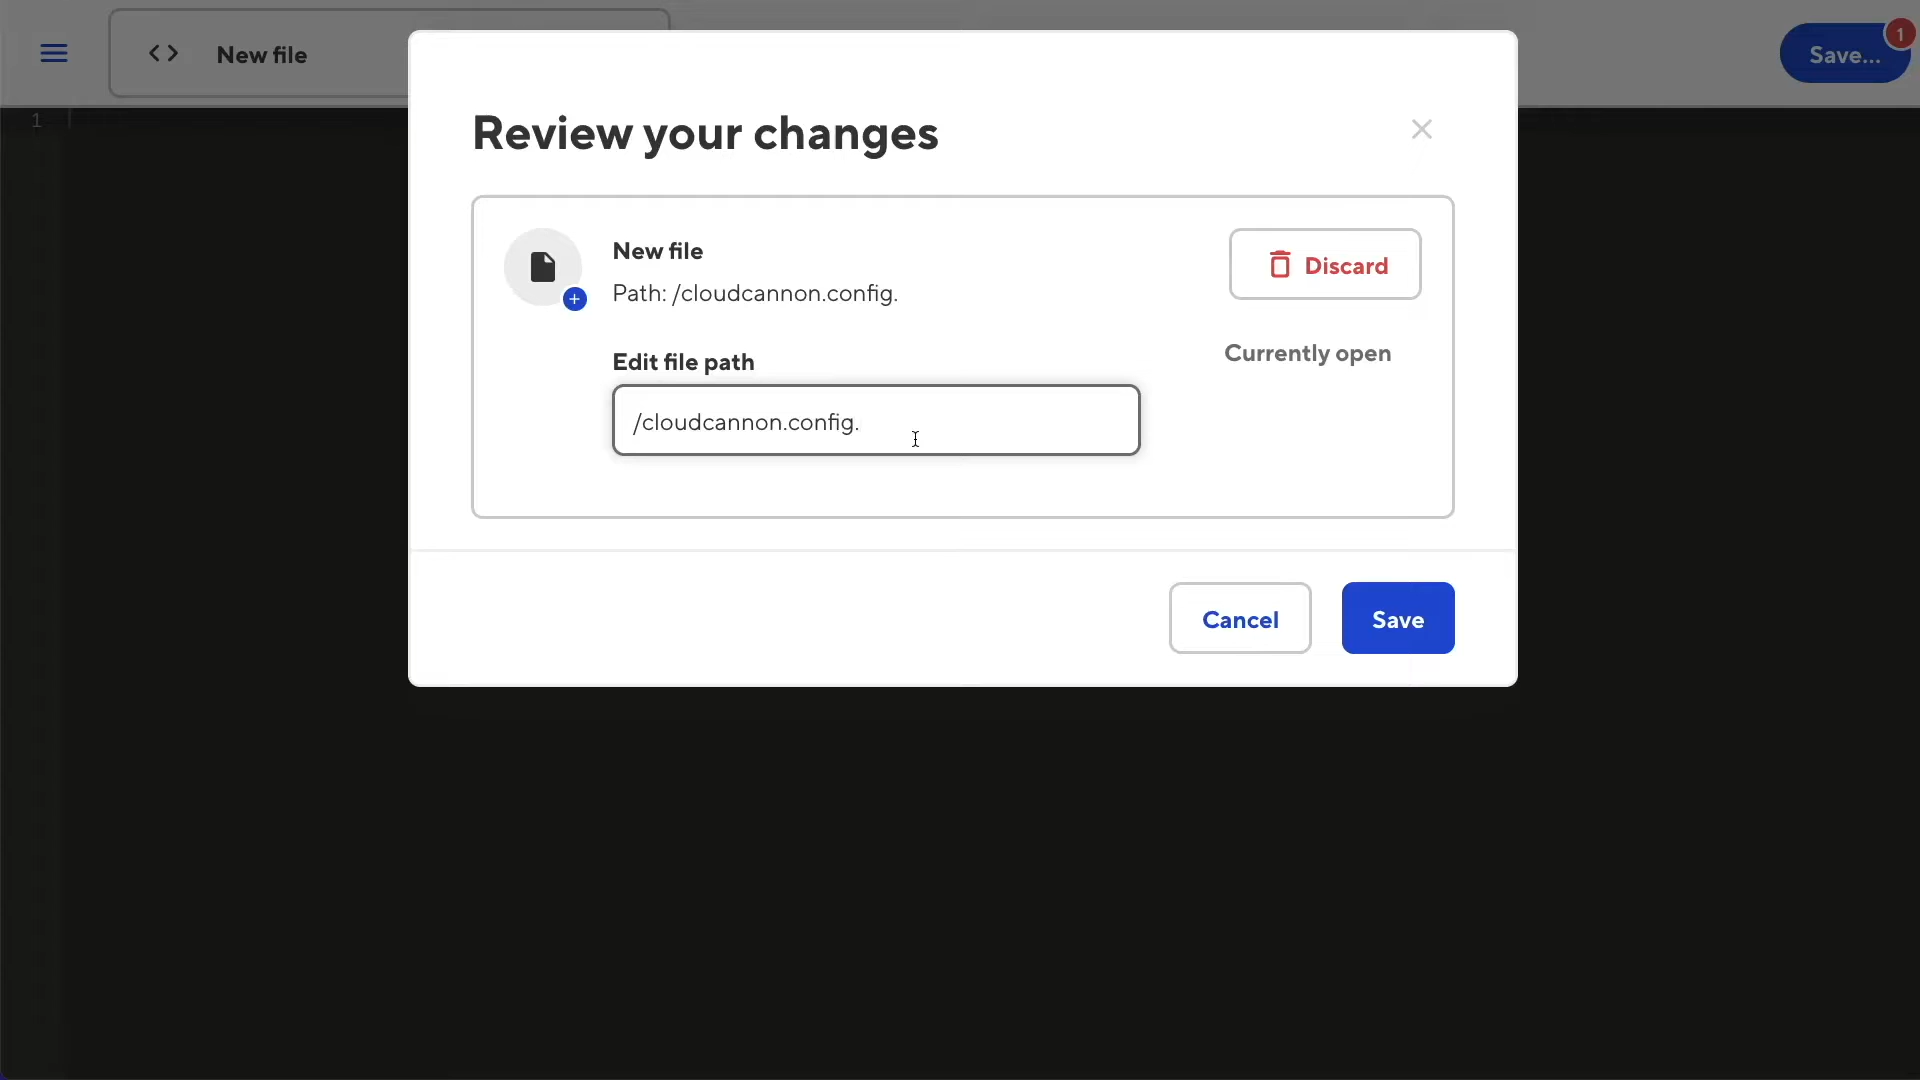 New file
Save...
1
1
Review your changes
New file
Path: /cloudcannon.config.
Discard
Edit file path
Currently open
/cloudcannon.config.
Cancel
Save